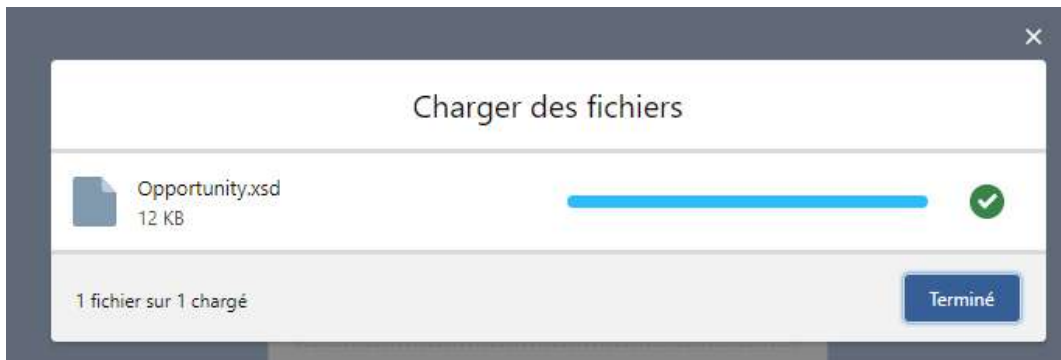 Charger des fichiers
Opportunity.xsd
12 KB
1 fichier sur 1 chargé
Terminé